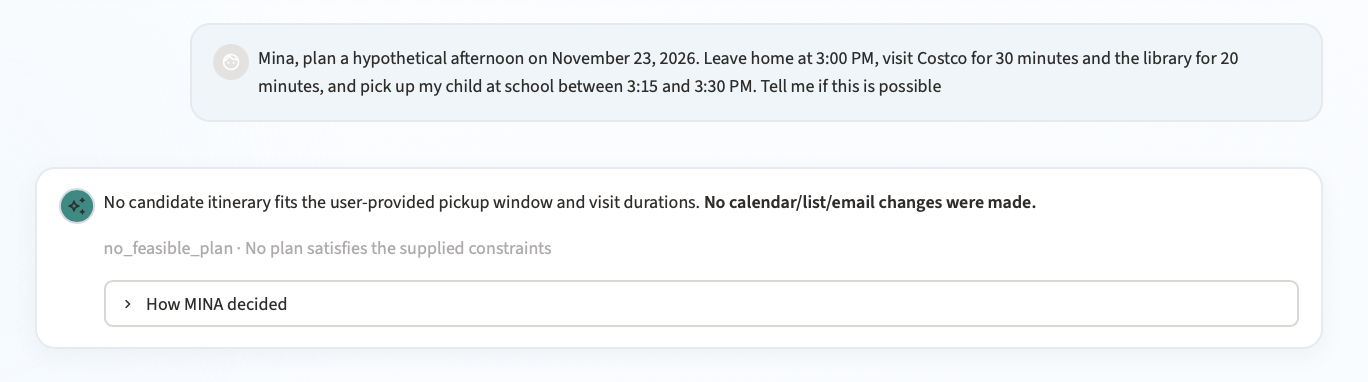 Mina, plan a hypothetical afternoon on November 23, 2026. Leave home at 3:00 PM, visit Costco for 30 minutes and the library for 20
minutes, and pick up my child at school between 3:15 and 3:30 PM. Tell me if this is possible
No candidate itinerary fits the user-provided pickup window and visit durations. No calendar/list/email changes were made.
no_feasible_plan · No plan satisfies the supplied constraints
How MINA decided